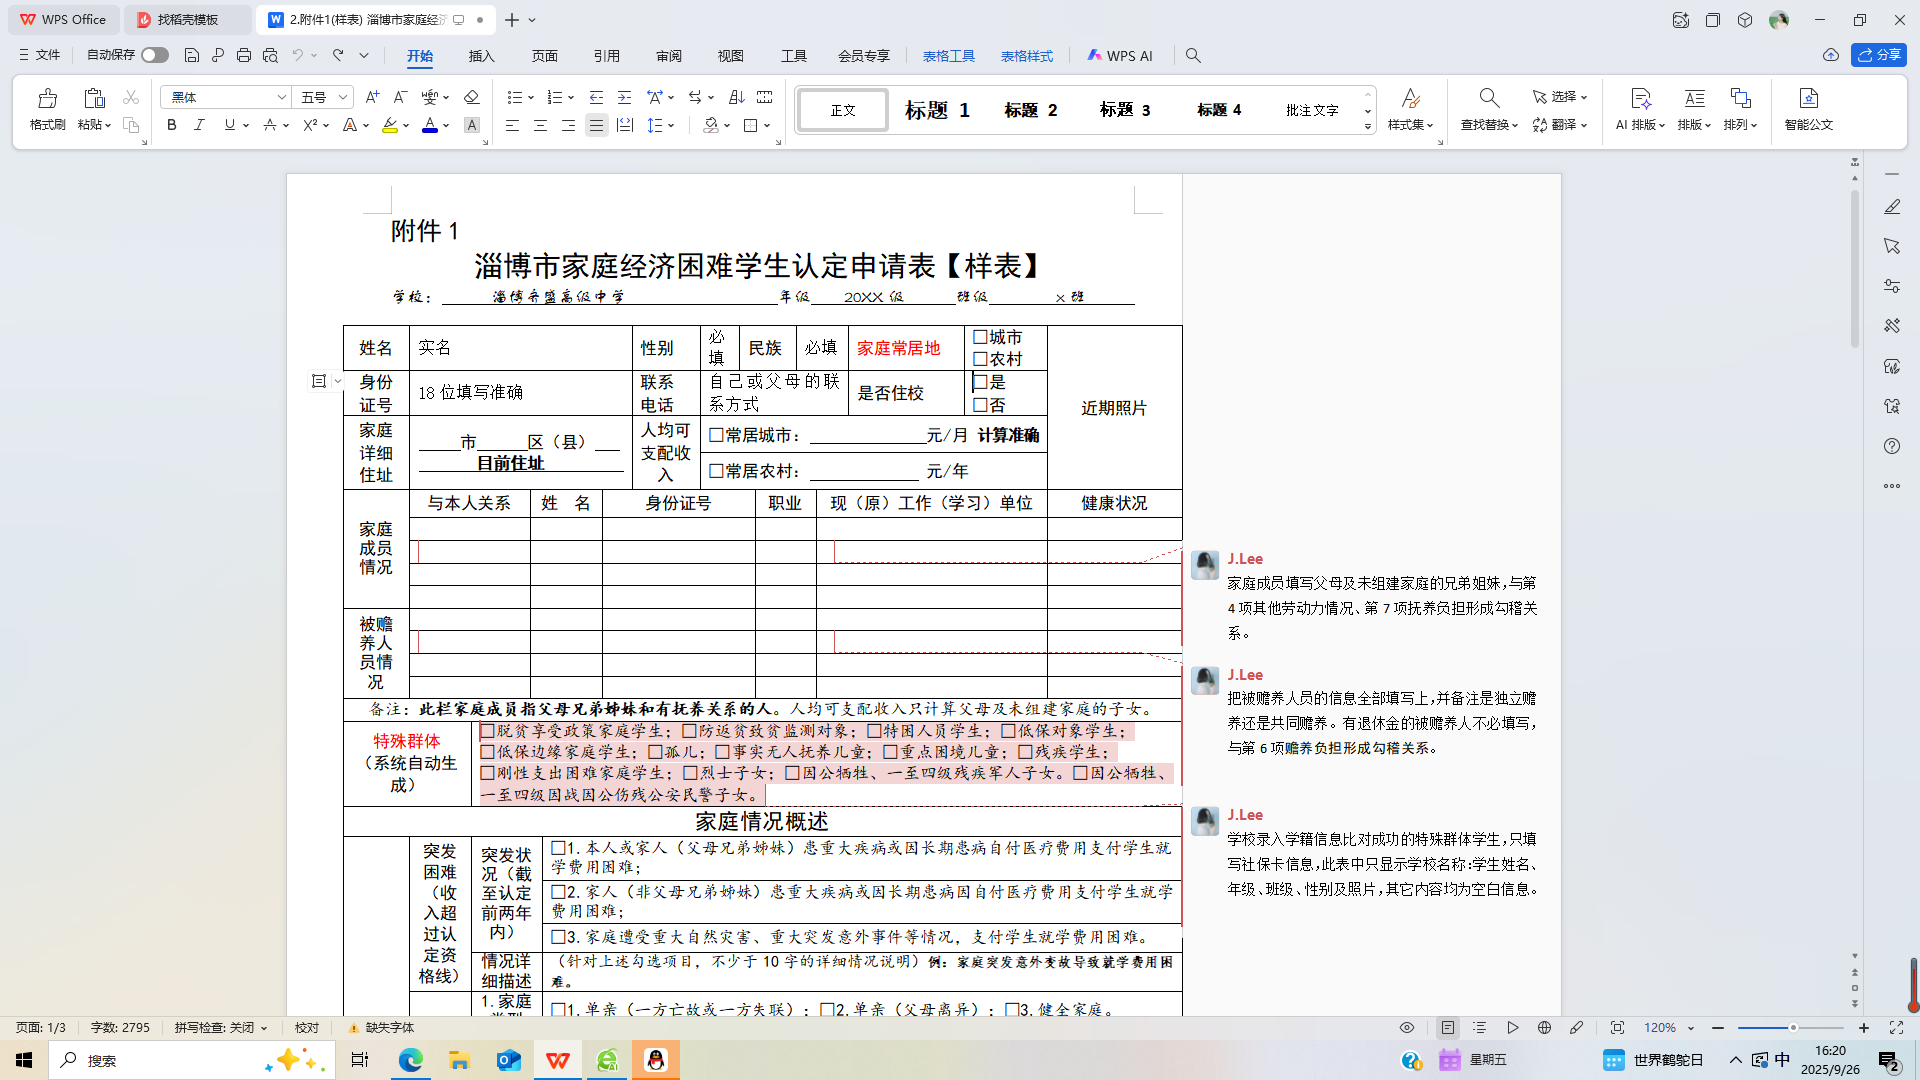 WPS Office
找稻壳模板
2.附件1(样表) 淄博市家庭经济
文件
自动保存
开始
插入
页面
引用
审阅
视图
工具
会员专享
表格工具
表格样式
WPS AI
分享
格式刷
粘贴
黑体
五号
正文
标题 1
标题 2
标题 3
标题 4
批注文字
样式集
查找替换
选择
翻译
AI 排版
排版
排列
智能公文
附件 1
淄博市家庭经济困难学生认定申请表【样表】
学校：淄博齐盛高级中学 年级 20XX 级 班级 x 班
姓名 实名 性别 必填 民族 必填 家庭常居地 □城市 □农村
身份证号 18 位填写准确 联系电话 自己或父母的联系方式 是否住校 □是 □否
近期照片
家庭详细住址 市 区（县） 目前住址
人均可支配收入 □常居城市： 元/月 计算准确
□常居农村： 元/年
家庭成员情况 与本人关系 姓 名 身份证号 职业 现（原）工作（学习）单位 健康状况
被赡养人员情况
备注：此栏家庭成员指父母兄弟姊妹和有抚养关系的人。人均可支配收入只计算父母及未组建家庭的子女。
特殊群体
（系统自动生成）
□脱贫享受政策家庭学生；□防返贫致贫监测对象；□特困人员学生；□低保对象学生；
□低保边缘家庭学生；□孤儿；□事实无人抚养儿童；□重点困境儿童；□残疾学生；
□刚性支出困难家庭学生；□烈士子女；□因公牺牲、一至四级残疾军人子女。□因公牺牲、
一至四级因战因公伤残公安民警子女。
家庭情况概述
突发困难（收入超过认定资格线）
突发状况（截至认定前两年内）
□1.本人或家人（父母兄弟姊妹）患重大疾病或因长期患病自付医疗费用支付学生就
学费用困难；
□2.家人（非父母兄弟姊妹）患重大疾病或因长期患病因自付医疗费用支付学生就学
费用困难；
□3.家庭遭受重大自然灾害、重大突发意外事件等情况，支付学生就学费用困难。
情况详细描述
（针对上述勾选项目，不少于 10 字的详细情况说明）例：家庭突发意外变故导致就学费用困
难。
1.家庭类型
□1.单亲（一方亡故或一方失联）；□2.单亲（父母离异）；□3.健全家庭。
J.Lee
家庭成员填写父母及未组建家庭的兄弟姐妹，与第
4 项其他劳动力情况、第 7 项抚养负担形成勾稽关
系。
J.Lee
把被赡养人员的信息全部填写上，并备注是独立赡
养还是共同赡养。有退休金的被赡养人不必填写，
与第 6 项赡养负担形成勾稽关系。
J.Lee
学校录入学籍信息比对成功的特殊群体学生，只填
写社保卡信息，此表中只显示学校名称:学生姓名、
年级、班级、性别及照片，其它内容均为空白信息。
页面: 1/3
字数: 2795
拼写检查: 关闭
校对
缺失字体
120%
搜索
星期五
世界鹤鸵日
中
16:20
2025/9/26
2